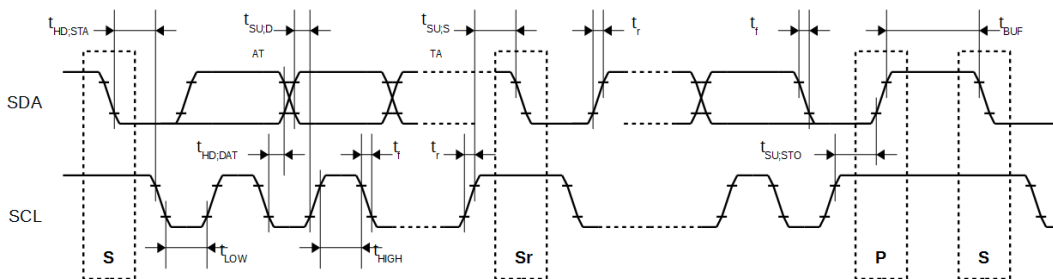 tHD;STA
tSU;D
AT
tSU;S
TA
tr
tf
tBUF
SDA
tHD;DAT
tf
tr
tSU;STO
SCL
S
tLOW
tHIGH
Sr
P
S